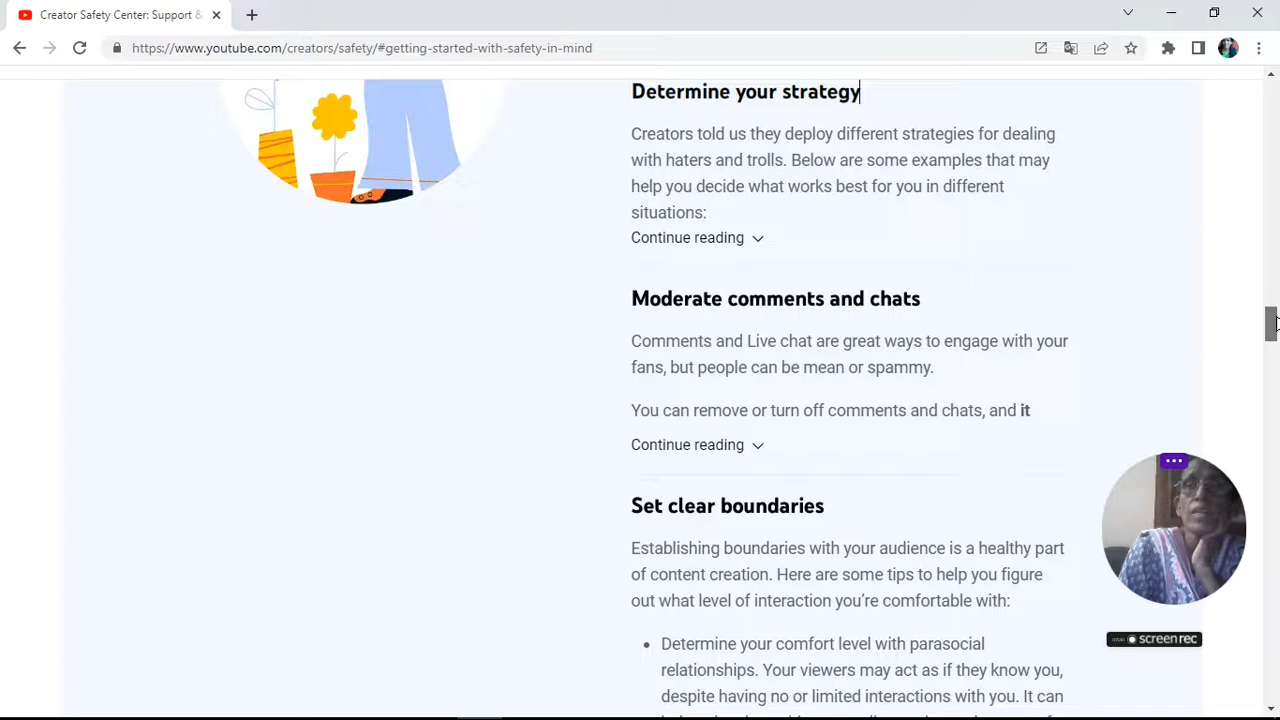 Creator Safety Center: Support &
https://www.youtube.com/creators/safety/#getting-started-with-safety-in-mind
Determine your strategy
Creators told us they deploy different strategies for dealing
with haters and trolls. Below are some examples that may
help you decide what works best for you in different
situations:
Continue reading
Moderate comments and chats
Comments and Live chat are great ways to engage with your
fans, but people can be mean or spammy.
You can remove or turn off comments and chats, and it
Continue reading
Set clear boundaries
Establishing boundaries with your audience is a healthy part
of content creation. Here are some tips to help you figure
out what level of interaction you’re comfortable with:
• Determine your comfort level with parasocial
relationships. Your viewers may act as if they know you,
despite having no or limited interactions with you. It can
screenrec